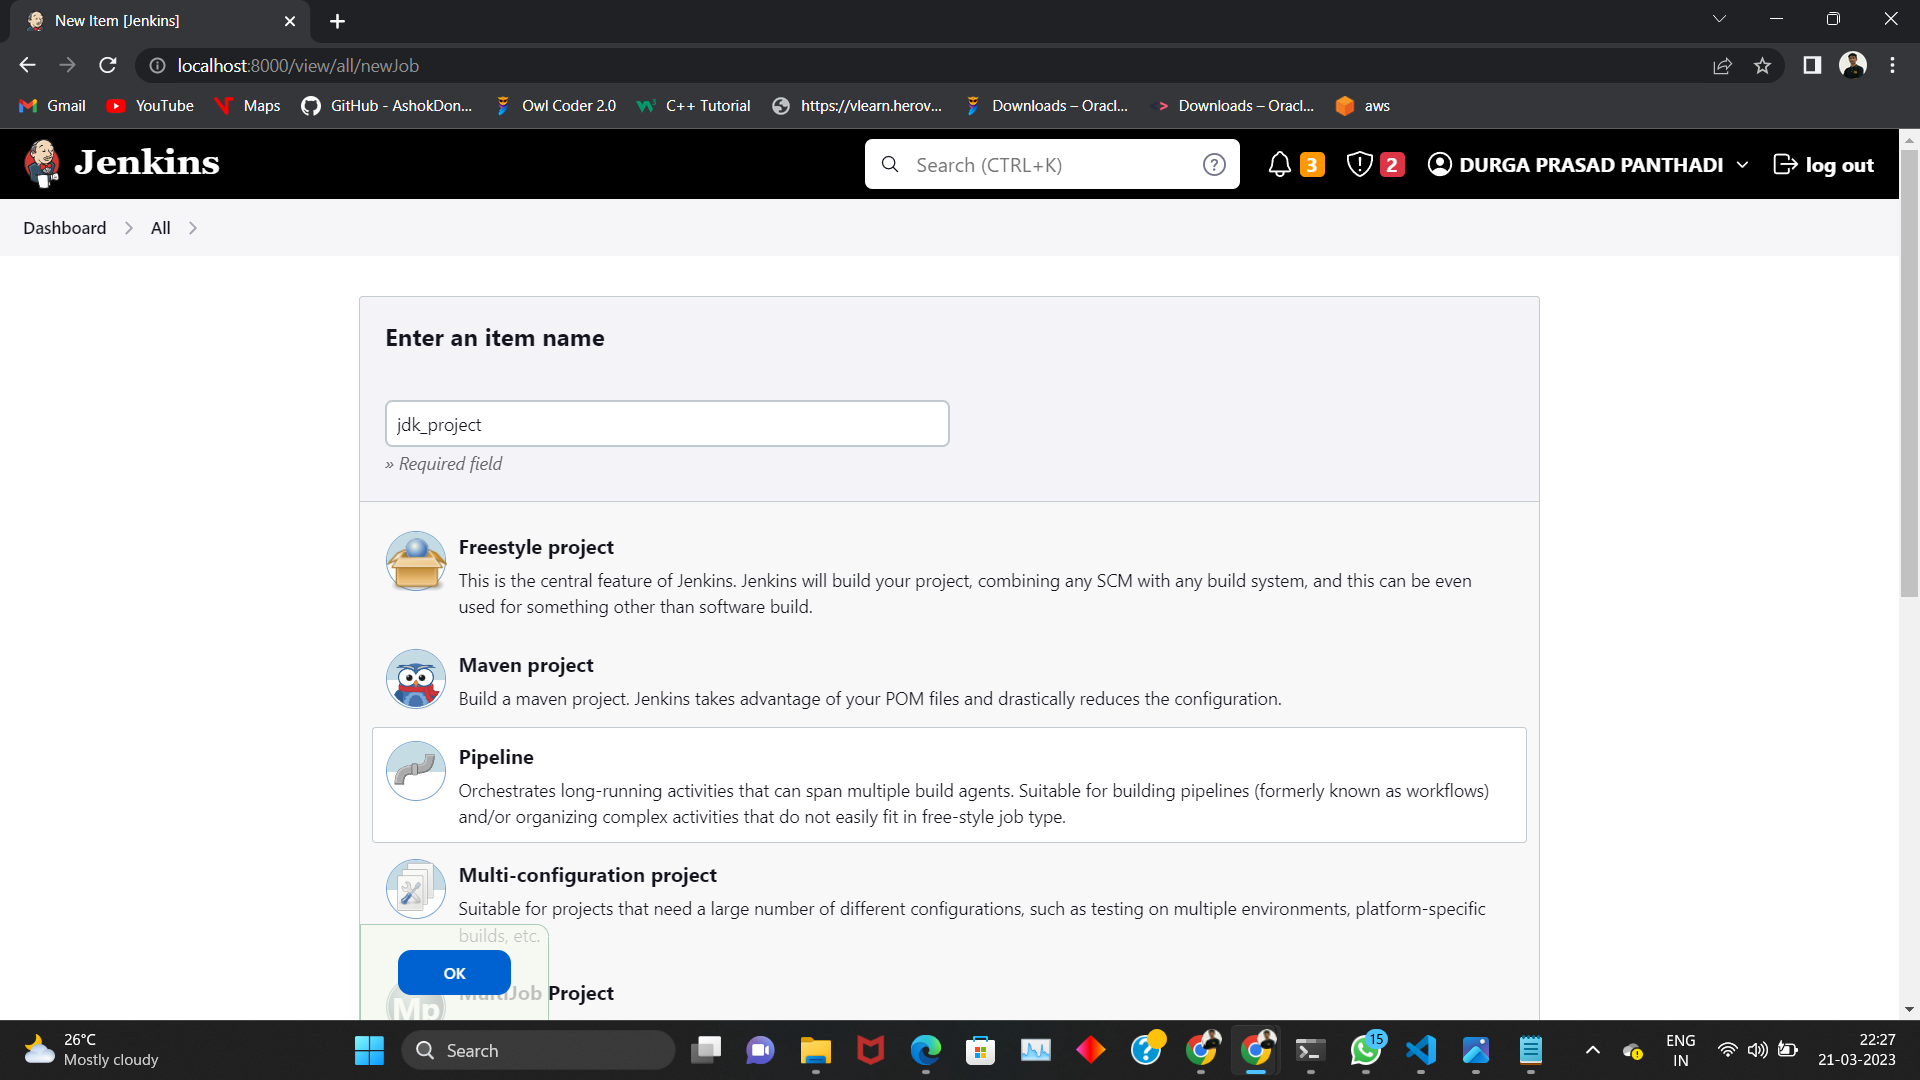 New Item [Jenkins]
localhost:8000/view/all/newJob
Gmail
YouTube
Maps
GitHub - AshokDon...
Owl Coder 2.0
C++ Tutorial
https://vlearn.herov...
Downloads – Oracl...
Downloads – Oracl...
aws
Jenkins
Search (CTRL+K)
3
2
DURGA PRASAD PANTHADI
log out
Dashboard
All
Enter an item name
jdk_project
» Required field
Freestyle project
This is the central feature of Jenkins. Jenkins will build your project, combining any SCM with any build system, and this can be even
used for something other than software build.
Maven project
Build a maven project. Jenkins takes advantage of your POM files and drastically reduces the configuration.
Pipeline
Orchestrates long-running activities that can span multiple build agents. Suitable for building pipelines (formerly known as workflows)
and/or organizing complex activities that do not easily fit in free-style job type.
Multi-configuration project
Suitable for projects that need a large number of different configurations, such as testing on multiple environments, platform-specific
builds, etc.
OK
Mp
MultiJob Project
26°C
Mostly cloudy
Search
15
ENG
IN
22:27
21-03-2023